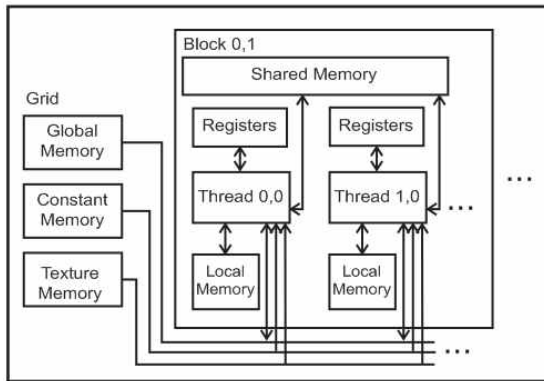 Block 0,1
Shared Memory
Grid
Global
Memory
Constant
Memory
Texture
Memory
Registers
Registers
Thread 0,0
Thread 1,0
Local
Memory
Local
Memory
...
...
...